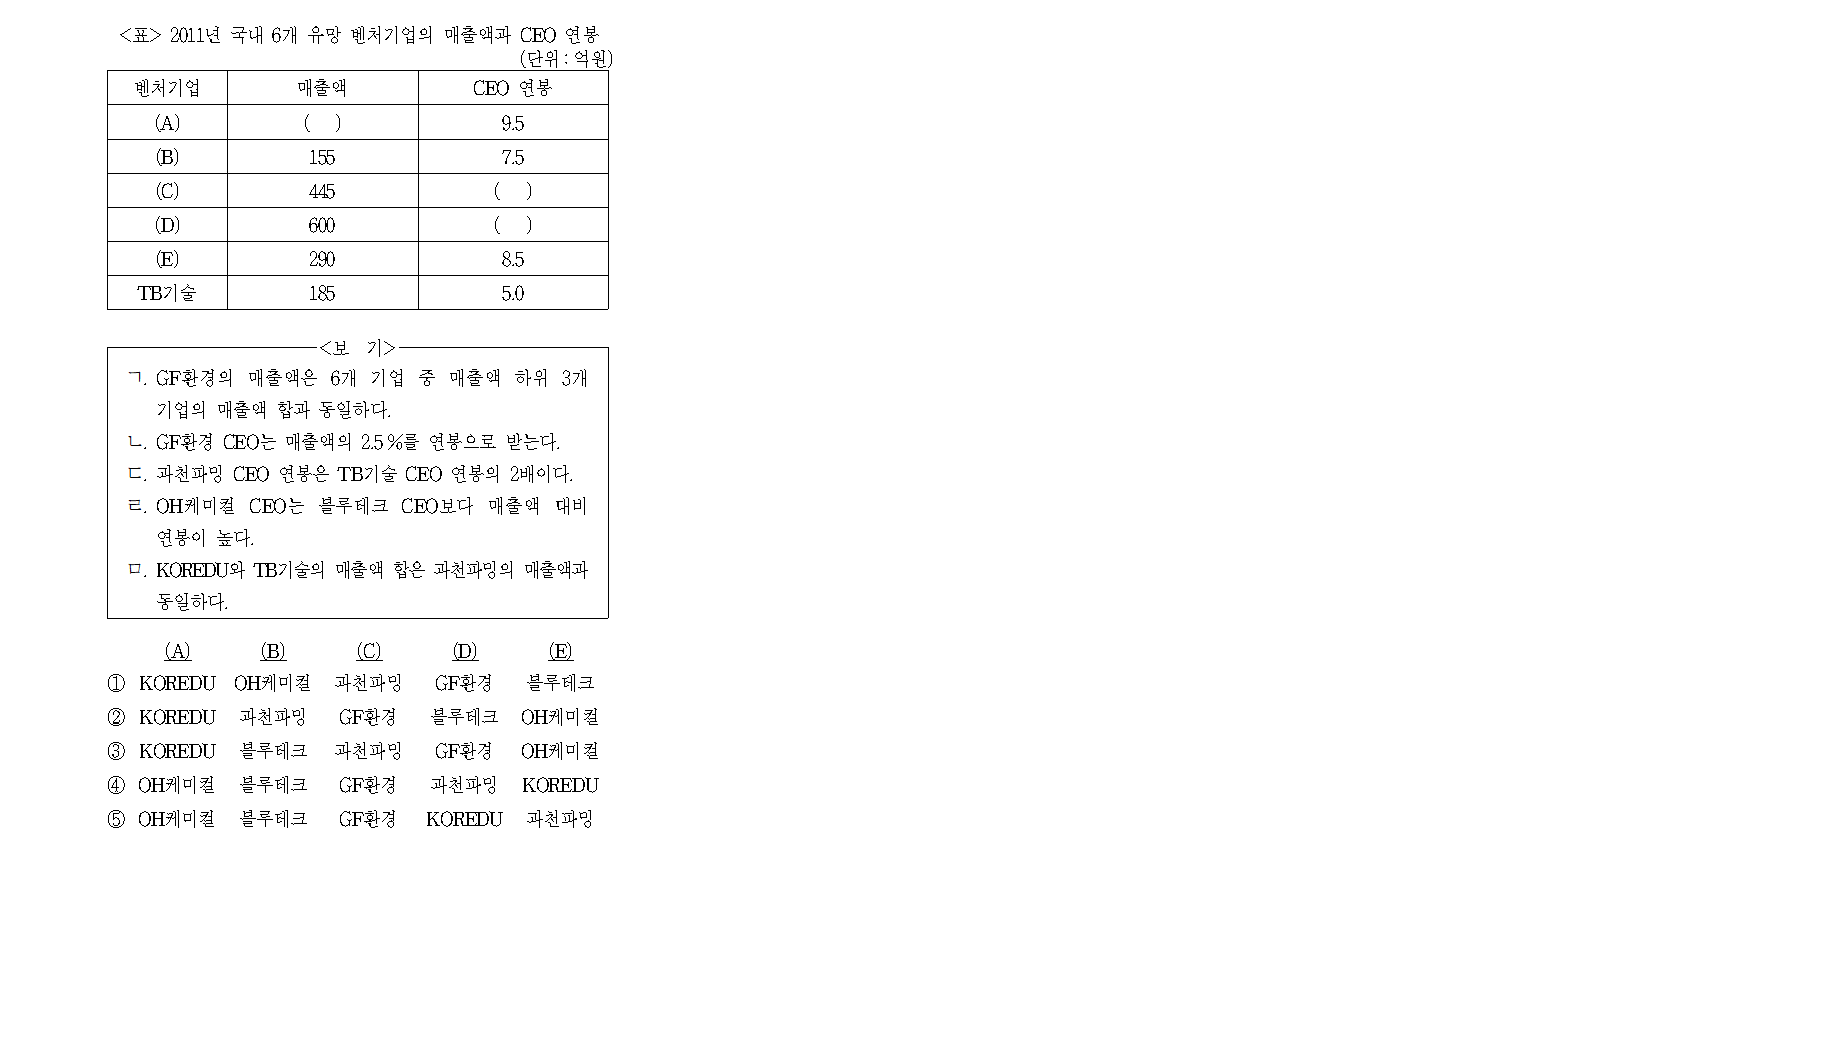 <표> 2011년 국내 6개 유망 벤처기업의 매출액과 CEO 연봉
(단위 : 억원)
벤처기업 매출액 CEO 연봉
(A) ( ) 9.5
(B) 155 7.5
(C) 445 ( )
(D) 600 ( )
(E) 290 8.5
TB기술 185 5.0
<보 기>
ㄱ. GF환경의 매출액은 6개 기업 중 매출액 하위 3개
기업의 매출액 합과 동일하다.
ㄴ. GF환경 CEO는 매출액의 2.5%를 연봉으로 받는다.
ㄷ. 과천파밍 CEO 연봉은 TB기술 CEO 연봉의 2배이다.
ㄹ. OH케미컬 CEO는 블루테크 CEO보다 매출액 대비
연봉이 높다.
ㅁ. KOREDU와 TB기술의 매출액 합은 과천파밍의 매출액과
동일하다.
(A) (B) (C) (D) (E)
① KOREDU OH케미컬 과천파밍 GF환경 블루테크
② KOREDU 과천파밍 GF환경 블루테크 OH케미컬
③ KOREDU 블루테크 과천파밍 GF환경 OH케미컬
④ OH케미컬 블루테크 GF환경 과천파밍 KOREDU
⑤ OH케미컬 블루테크 GF환경 KOREDU 과천파밍